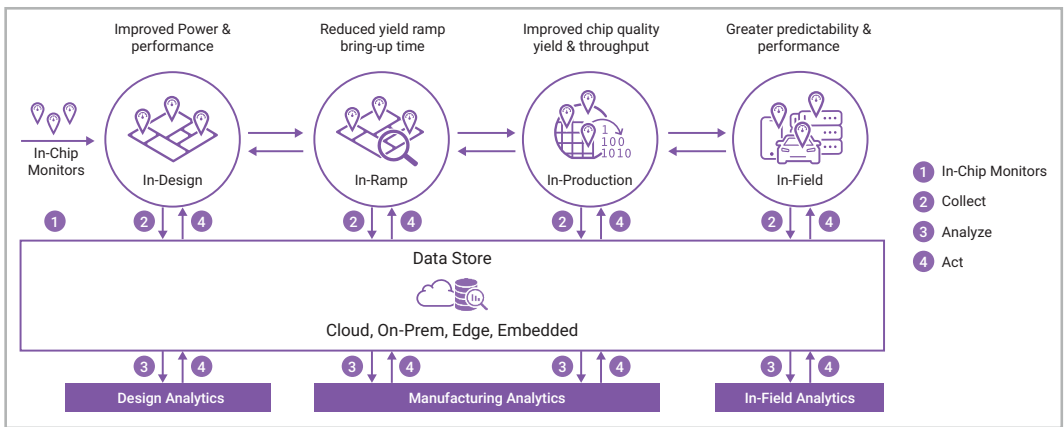 Improved Power &
performance
Reduced yield ramp
bring-up time
Improved chip quality
yield & throughput
Greater predictability &
performance
In-Chip
Monitors
In-Design
In-Ramp
1
100
1010
In-Production
In-Field
1 In-Chip Monitors
2 Collect
3 Analyze
4 Act
1
2 4
2 4
2 4
2 4
Data Store
Cloud, On-Prem, Edge, Embedded
3 4
3 4
3 4
3 4
Design Analytics
Manufacturing Analytics
In-Field Analytics